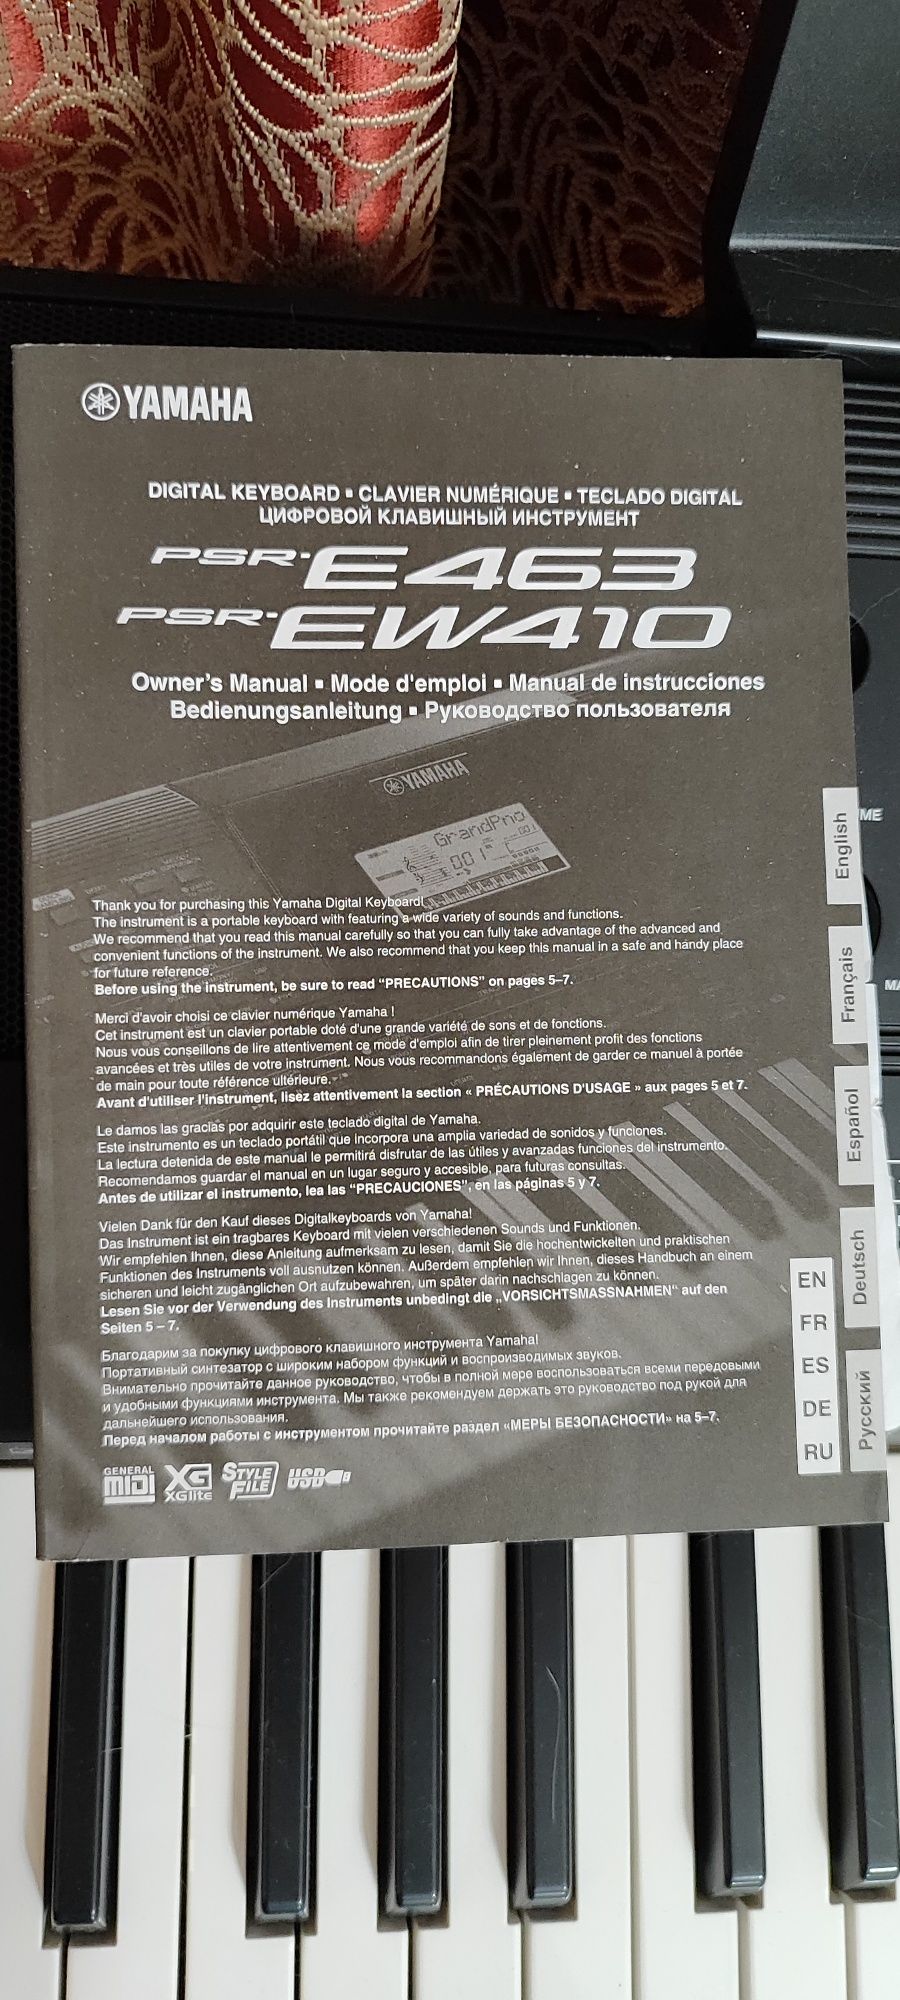 YAMAHA
DIGITAL KEYBOARD ▪ CLAVIER NUMÉRIQUE ▪ TECLADO DIGITAL
ЦИФРОВОЙ КЛАВИШНЫЙ ИНСТРУМЕНТ
PSR-E463
PSR-EW410
Owner's Manual ▪ Mode d'emploi ▪ Manual de instrucciones
Bedienungsanleitung ▪ Руководство пользователя
YAMAHA
GrandPno
001
001
Thank you for purchasing this Yamaha Digital Keyboard!
The instrument is a portable keyboard with featuring a wide variety of sounds and functions.
We recommend that you read this manual carefully so that you can fully take advantage of the advanced and
convenient functions of the instrument. We also recommend that you keep this manual in a safe and handy place
for future reference.
Before using the instrument, be sure to read "PRECAUTIONS" on pages 5–7.
Merci d'avoir choisi ce clavier numérique Yamaha !
Cet instrument est un clavier portable doté d'une grande variété de sons et de fonctions.
Nous vous conseillons de lire attentivement ce mode d'emploi afin de tirer pleinement profit des fonctions
avancées et très utiles de votre instrument. Nous vous recommandons également de garder ce manuel à portée
de main pour toute référence ultérieure.
Avant d'utiliser l'instrument, lisez attentivement la section « PRÉCAUTIONS D'USAGE » aux pages 5 et 7.
Le damos las gracias por adquirir este teclado digital de Yamaha.
Este instrumento es un teclado portátil que incorpora una amplia variedad de sonidos y funciones.
La lectura detenida de este manual le permitirá disfrutar de las útiles y avanzadas funciones del instrumento.
Recomendamos guardar el manual en un lugar seguro y accesible, para futuras consultas.
Antes de utilizar el instrumento, lea las "PRECAUCIONES", en las páginas 5 y 7.
Vielen Dank für den Kauf dieses Digitalkeyboards von Yamaha!
Das Instrument ist ein tragbares Keyboard mit vielen verschiedenen Sounds und Funktionen.
Wir empfehlen Ihnen, diese Anleitung aufmerksam zu lesen, damit Sie die hochentwickelten und praktischen
Funktionen des Instruments voll ausnutzen können. Außerdem empfehlen wir Ihnen, dieses Handbuch an einem
sicheren und leicht zugänglichen Ort aufzubewahren, um später darin nachschlagen zu können.
Lesen Sie vor der Verwendung des Instruments unbedingt die „VORSICHTSMASSNAHMEN" auf den
Seiten 5 – 7.
Благодарим за покупку цифрового клавишного инструмента Yamaha!
Портативный синтезатор с широким набором функций и воспроизводимых звуков.
Внимательно прочитайте данное руководство, чтобы в полной мере воспользоваться всеми передовыми
и удобными функциями инструмента. Мы также рекомендуем держать это руководство под рукой для
дальнейшего использования.
Перед началом работы с инструментом прочитайте раздел «МЕРЫ БЕЗОПАСНОСТИ» на 5–7.
GENERAL MIDI
XG XGlite
STYLE FILE
USB
English
Français
Español
Deutsch
Русский
EN
FR
ES
DE
RU
ME
MA